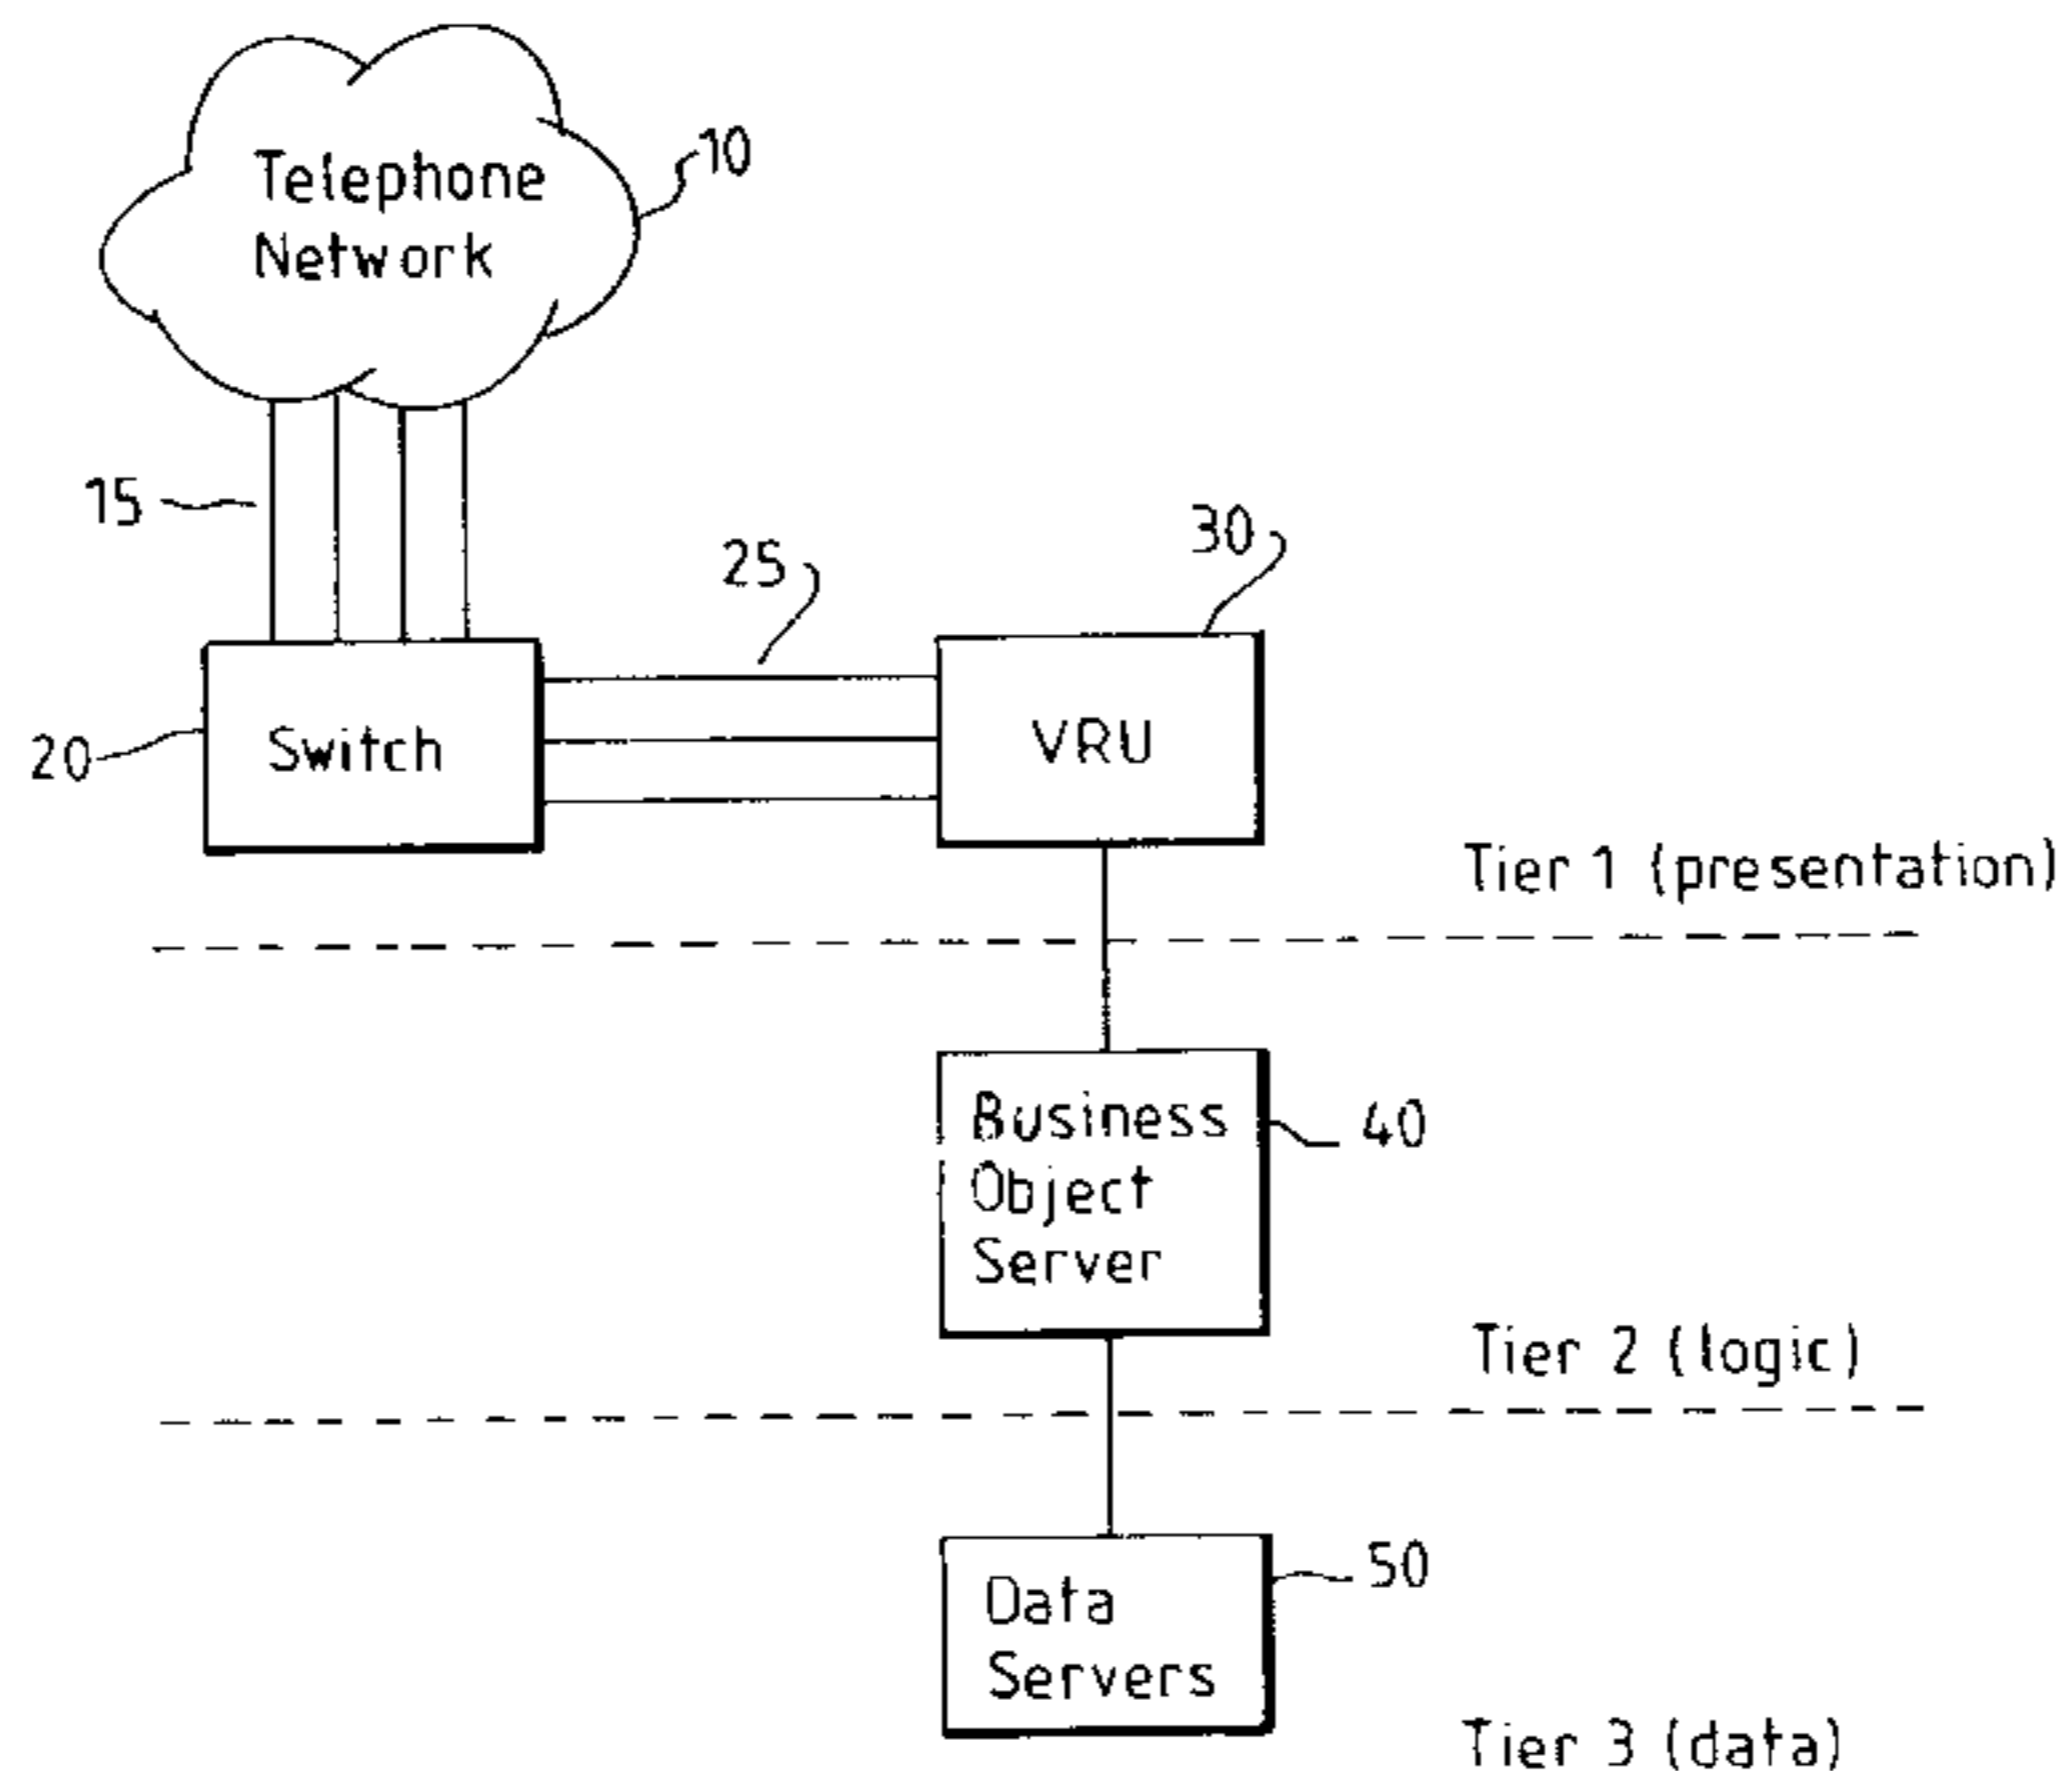 Telephone
Network
10
15
25
30
20
Switch
VRU
Tier 1 (presentation)
Business
Object
Server
40
Tier 2 (logic)
Data
Servers
50
Tier 3 (data)